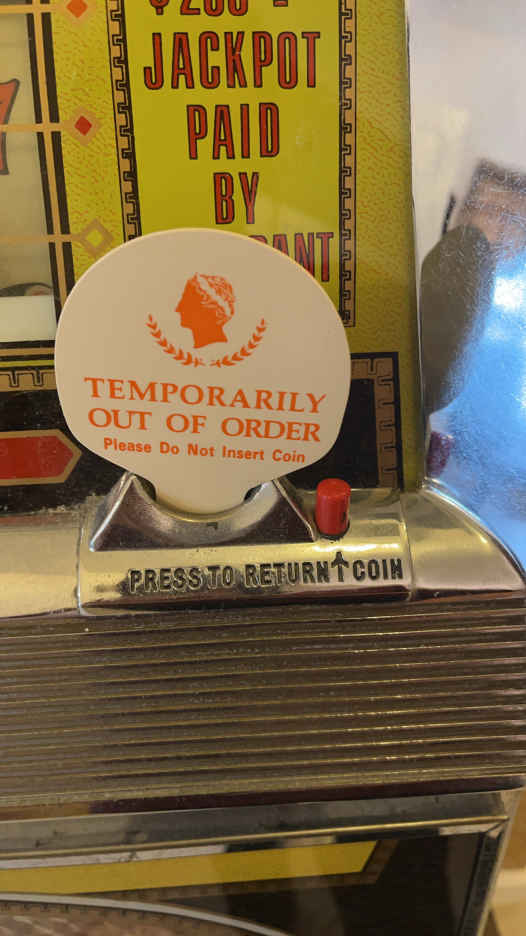 JACKPOT
PAID
BY
TEMPORARILY
OUT OF ORDER
Please Do Not Insert Coin
PRESS TO RETURN COIN